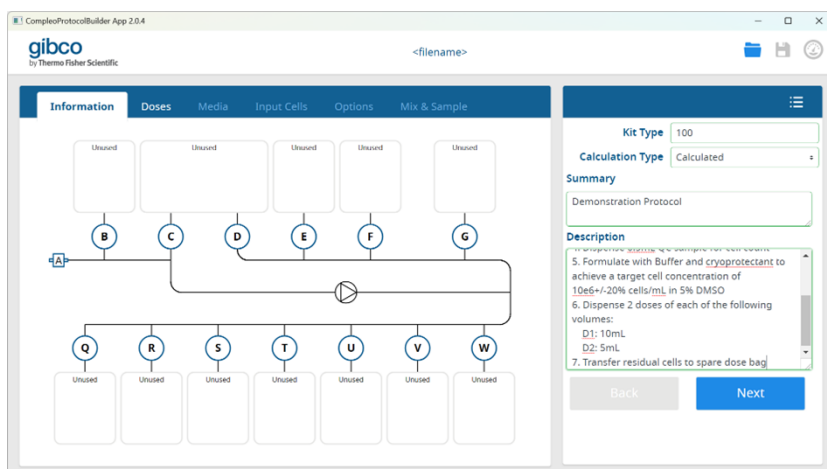 CompleoProtocolBuilder App 2.0.4
gibco
by Thermo Fisher Scientific
<filename>
Information Doses Media Input Cells Options Mix & Sample
Unused Unused Unused Unused Unused
B C D E F G
A
Q R S T U V W
Unused Unused Unused Unused Unused Unused Unused
Kit Type 100
Calculation Type Calculated
Summary
Demonstration Protocol
Description
5. Formulate with Buffer and cryoprotectant to
achieve a target cell concentration of
10e6+/-20% cells/mL in 5% DMSO
6. Dispense 2 doses of each of the following
volumes:
D1: 10mL
D2: 5mL
7. Transfer residual cells to spare dose bag
Back Next